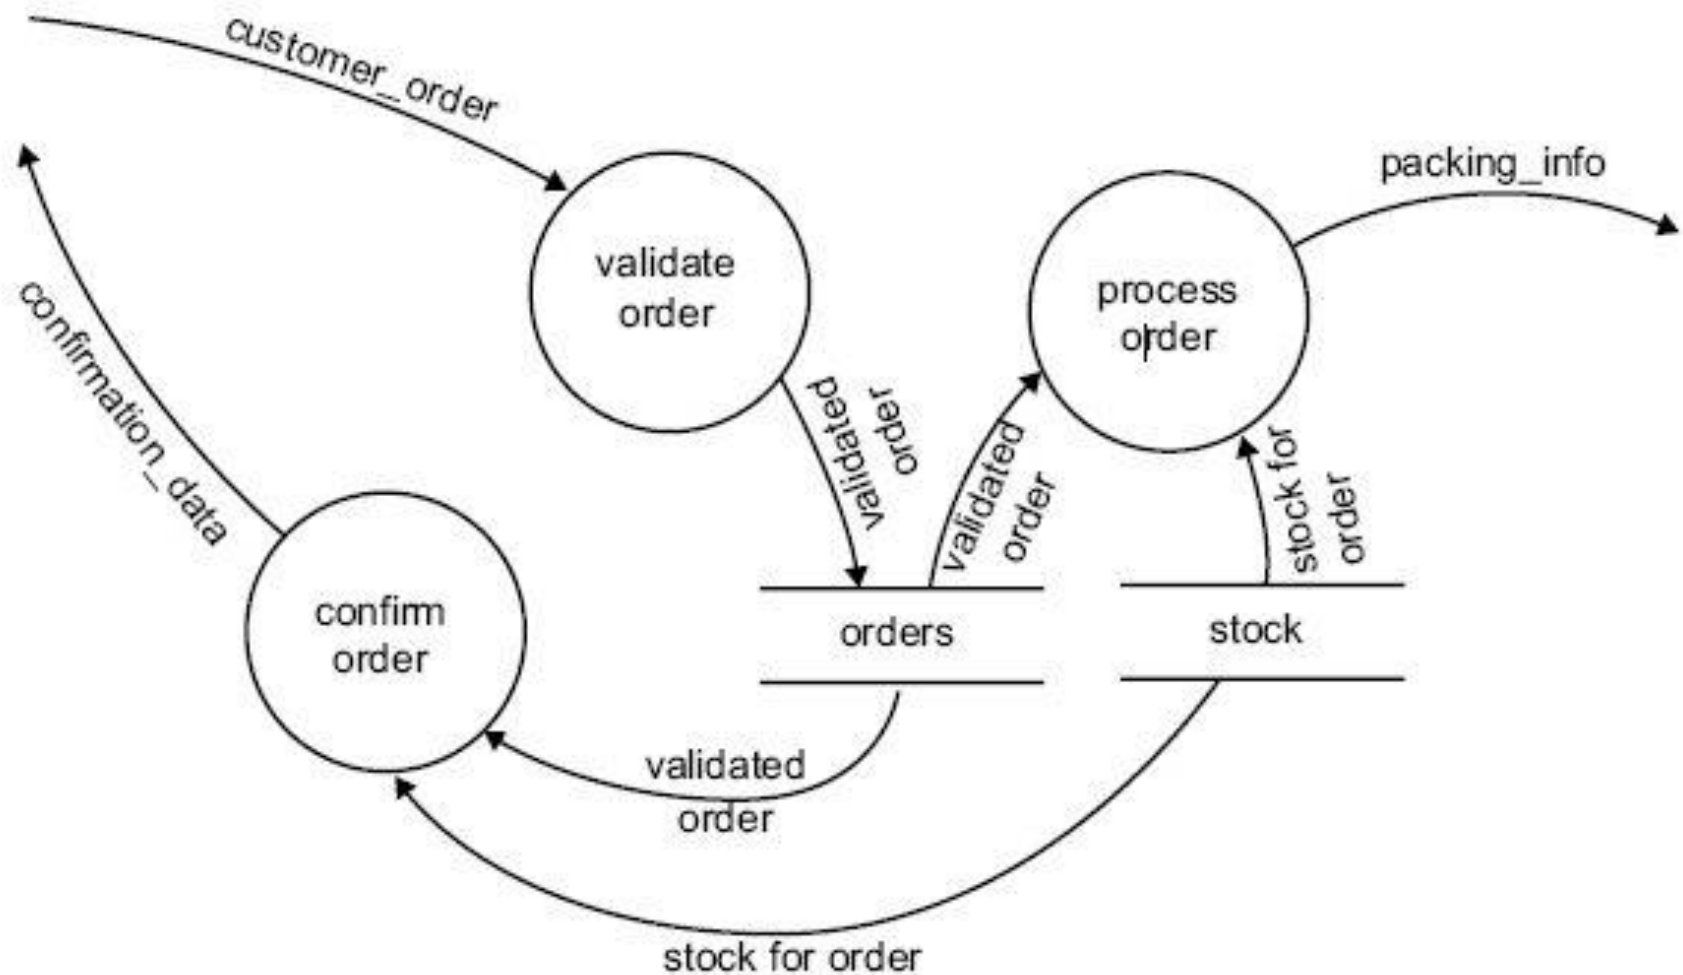 customer_order
packing_info
validate
order
process
order
confirmation_data
validated
order
validated
order
stock for
order
confirm
order
orders
stock
validated
order
stock for order